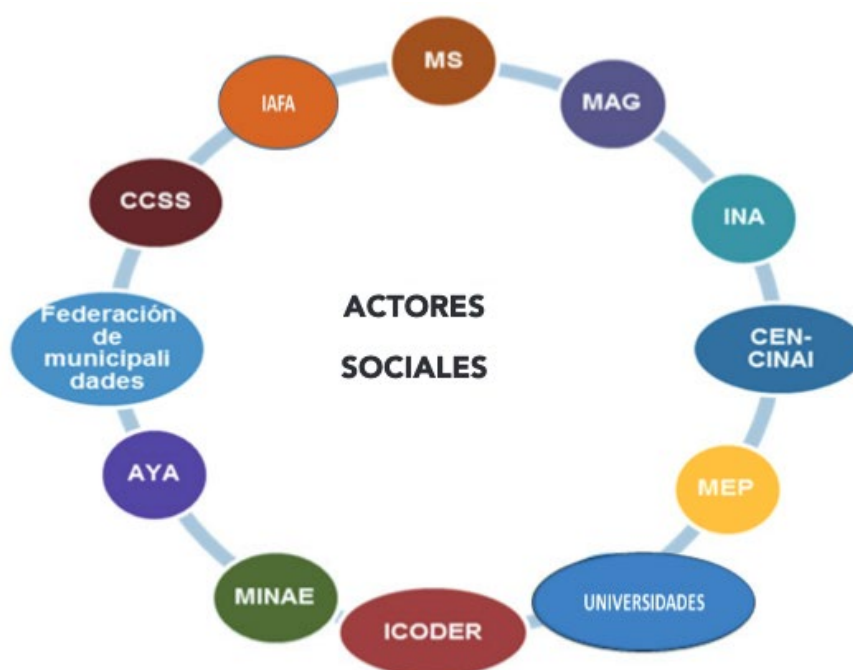 MS
MAG
INA
CEN-
CINAI
MEP
UNIVERSIDADES
ICODER
MINAE
AYA
Federación
de
municipali
dades
CCSS
IAFA
ACTORES
SOCIALES